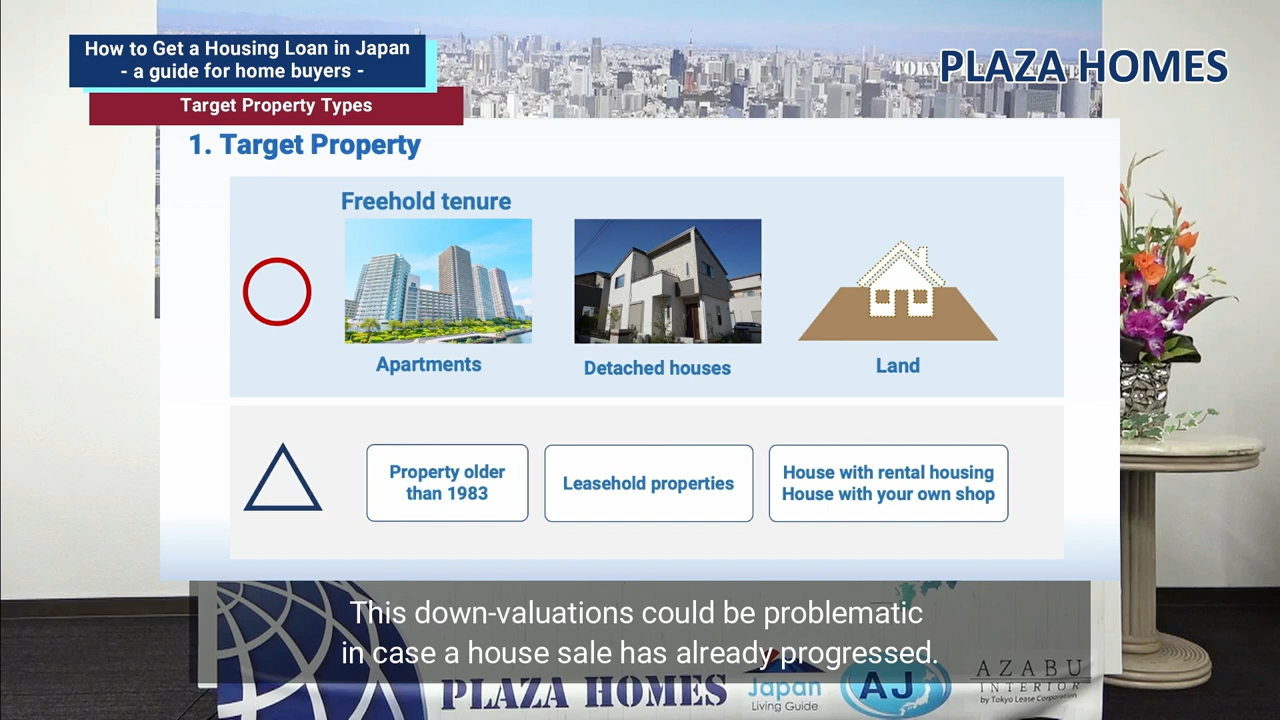 How to Get a Housing Loan in Japan
- a guide for home buyers -
Target Property Types
PLAZA HOMES
1. Target Property
Freehold tenure
Apartments
Detached houses
Land
Property older
than 1983
Leasehold properties
House with rental housing
House with your own shop
This down-valuations could be problematic
in case a house sale has already progressed.
PLAZA HOMES
Japan
Living Guide
AJ
AZABU
INTERIOR
by Tokyo Lease Corporation